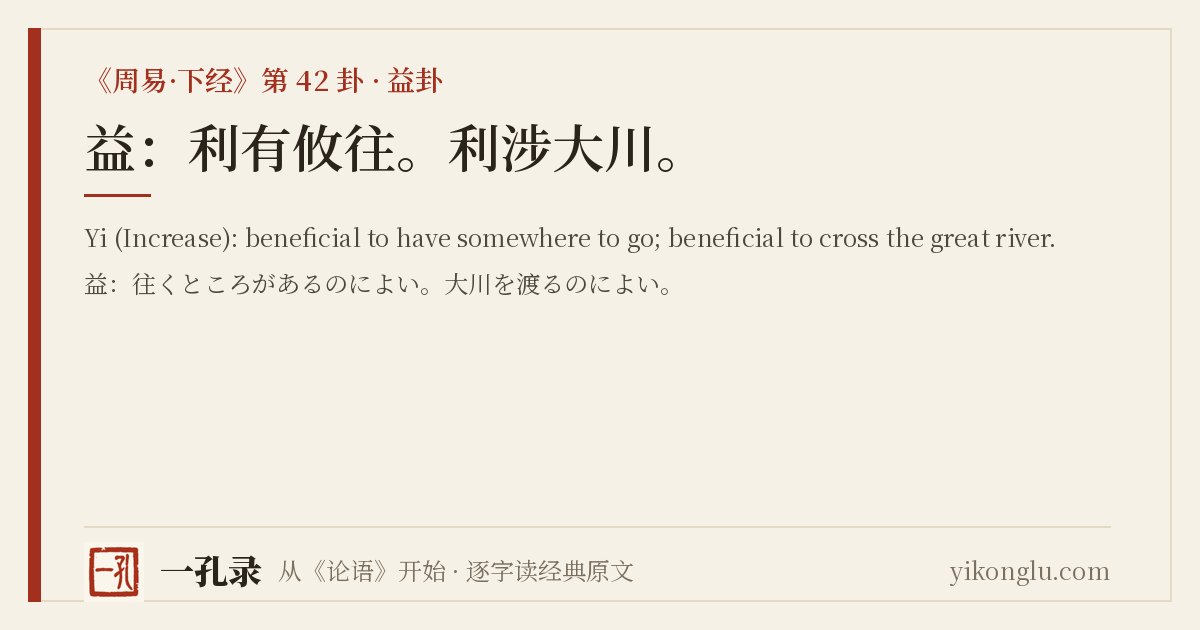 《周易·下经》第 42 卦 · 益卦
益：利有攸往。利涉大川。
Yi (Increase): beneficial to have somewhere to go; beneficial to cross the great river.
益：往くところがあるのによい。大川を渡るのによい。
一孔
一孔录 从《论语》开始 · 逐字读经典原文
yikonglu.com